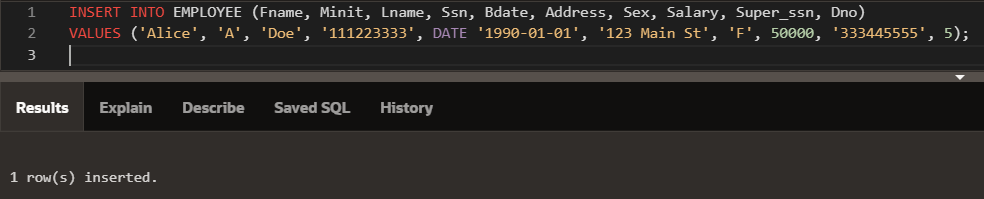 1 INSERT INTO EMPLOYEE (Fname, Minit, Lname, Ssn, Bdate, Address, Sex, Salary, Super_ssn, Dno)
2 VALUES ('Alice', 'A', 'Doe', '111223333', DATE '1990-01-01', '123 Main St', 'F', 50000, '333445555', 5);
3
Results Explain Describe Saved SQL History
1 row(s) inserted.